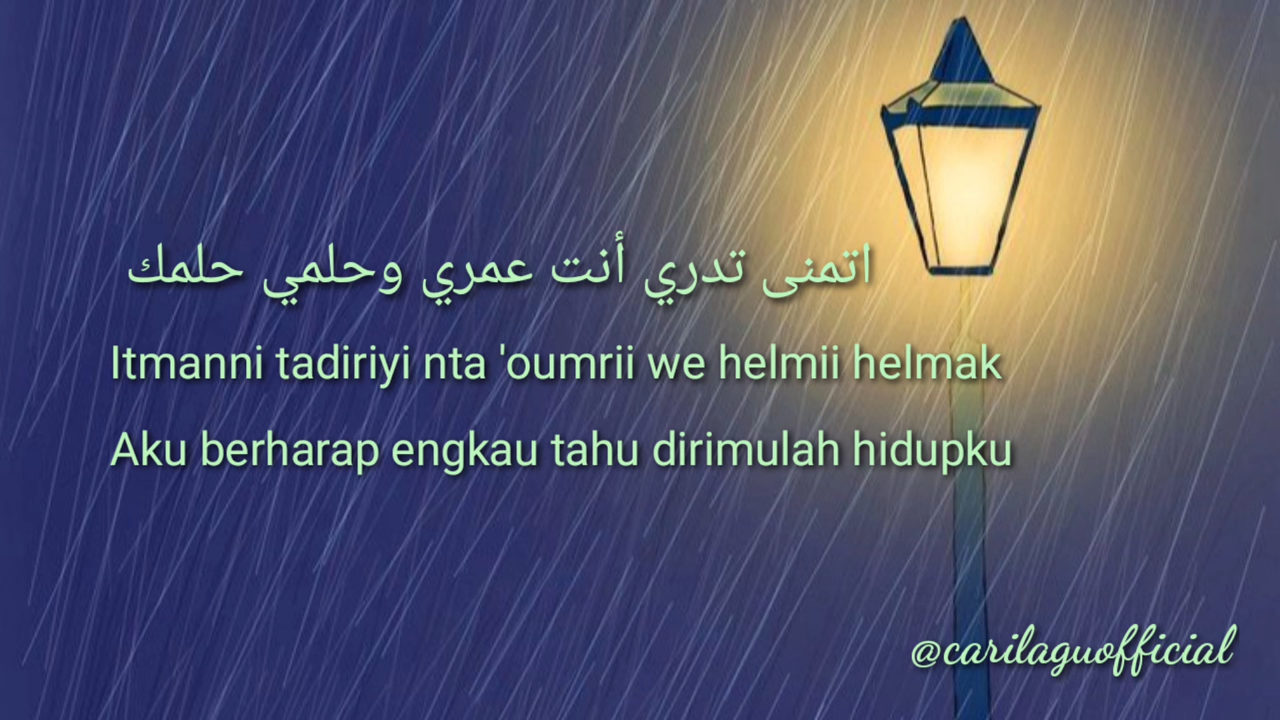 اتمنى تدري أنت عمري وحلمي حلمك
Itmanni tadiriyi nta 'oumrii we helmii helmak
Aku berharap engkau tahu dirimulah hidupku
@carilaguofficial